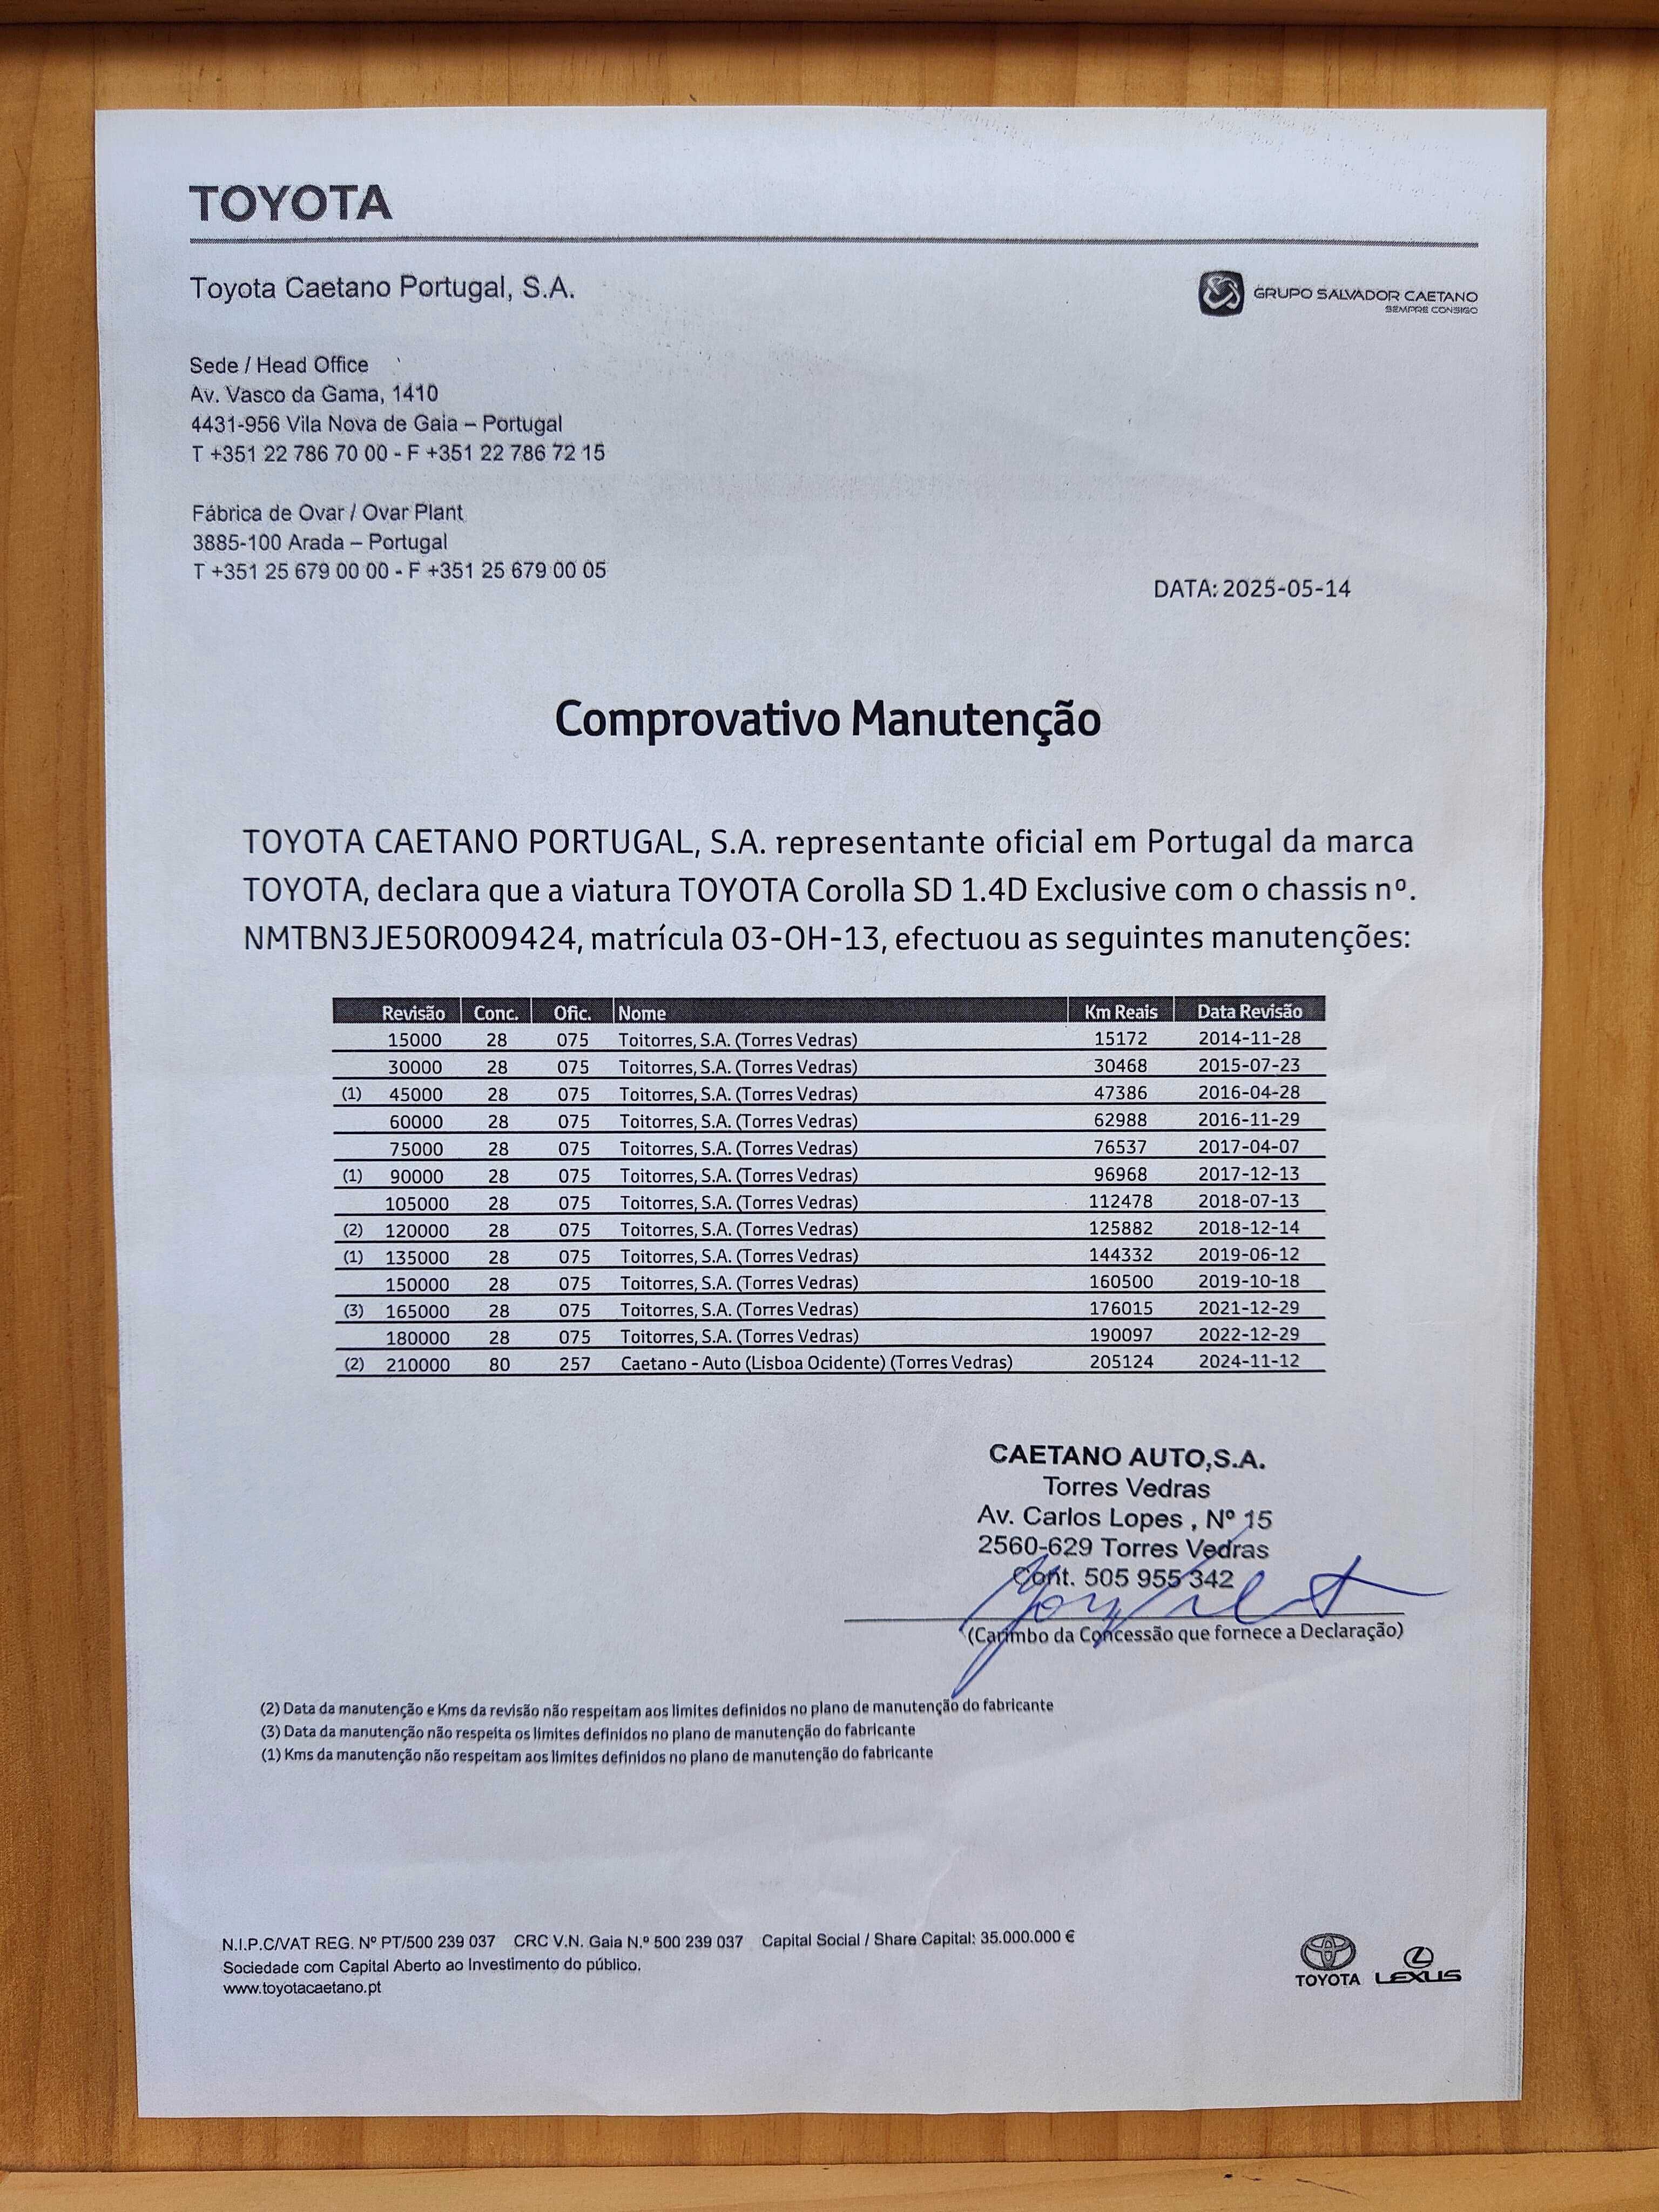 TOYOTA
Toyota Caetano Portugal, S.A.
GRUPO SALVADOR CAETANO
SEMPRE CONSIGO
Sede / Head Office
Av. Vasco da Gama, 1410
4431-956 Vila Nova de Gaia – Portugal
T +351 22 786 70 00 - F +351 22 786 72 15
Fábrica de Ovar / Ovar Plant
3885-100 Arada – Portugal
T +351 25 679 00 00 - F +351 25 679 00 05
DATA: 2025-05-14
Comprovativo Manutenção
TOYOTA CAETANO PORTUGAL, S.A. representante oficial em Portugal da marca
TOYOTA, declara que a viatura TOYOTA Corolla SD 1.4D Exclusive com o chassis nº.
NMTBN3JE50R009424, matrícula 03-OH-13, efectuou as seguintes manutenções:
Revisão Conc. Ofic. Nome Km Reais Data Revisão
15000 28 075 Toitorres, S.A. (Torres Vedras) 15172 2014-11-28
30000 28 075 Toitorres, S.A. (Torres Vedras) 30468 2015-07-23
(1) 45000 28 075 Toitorres, S.A. (Torres Vedras) 47386 2016-04-28
60000 28 075 Toitorres, S.A. (Torres Vedras) 62988 2016-11-29
75000 28 075 Toitorres, S.A. (Torres Vedras) 76537 2017-04-07
(1) 90000 28 075 Toitorres, S.A. (Torres Vedras) 96968 2017-12-13
105000 28 075 Toitorres, S.A. (Torres Vedras) 112478 2018-07-13
(2) 120000 28 075 Toitorres, S.A. (Torres Vedras) 125882 2018-12-14
(1) 135000 28 075 Toitorres, S.A. (Torres Vedras) 144332 2019-06-12
150000 28 075 Toitorres, S.A. (Torres Vedras) 160500 2019-10-18
(3) 165000 28 075 Toitorres, S.A. (Torres Vedras) 176015 2021-12-29
180000 28 075 Toitorres, S.A. (Torres Vedras) 190097 2022-12-29
(2) 210000 80 257 Caetano - Auto (Lisboa Ocidente) (Torres Vedras) 205124 2024-11-12
CAETANO AUTO,S.A.
Torres Vedras
Av. Carlos Lopes , Nº 15
2560-629 Torres Vedras
Cont. 505 955 342
(Carimbo da Concessão que fornece a Declaração)
(2) Data da manutenção e Kms da revisão não respeitam aos limites definidos no plano de manutenção do fabricante
(3) Data da manutenção não respeita os limites definidos no plano de manutenção do fabricante
(1) Kms da manutenção não respeitam aos limites definidos no plano de manutenção do fabricante
N.I.P.C/VAT REG. Nº PT/500 239 037 CRC V.N. Gaia N.º 500 239 037 Capital Social / Share Capital: 35.000.000 €
Sociedade com Capital Aberto ao Investimento do público.
www.toyotacaetano.pt
TOYOTA LEXUS